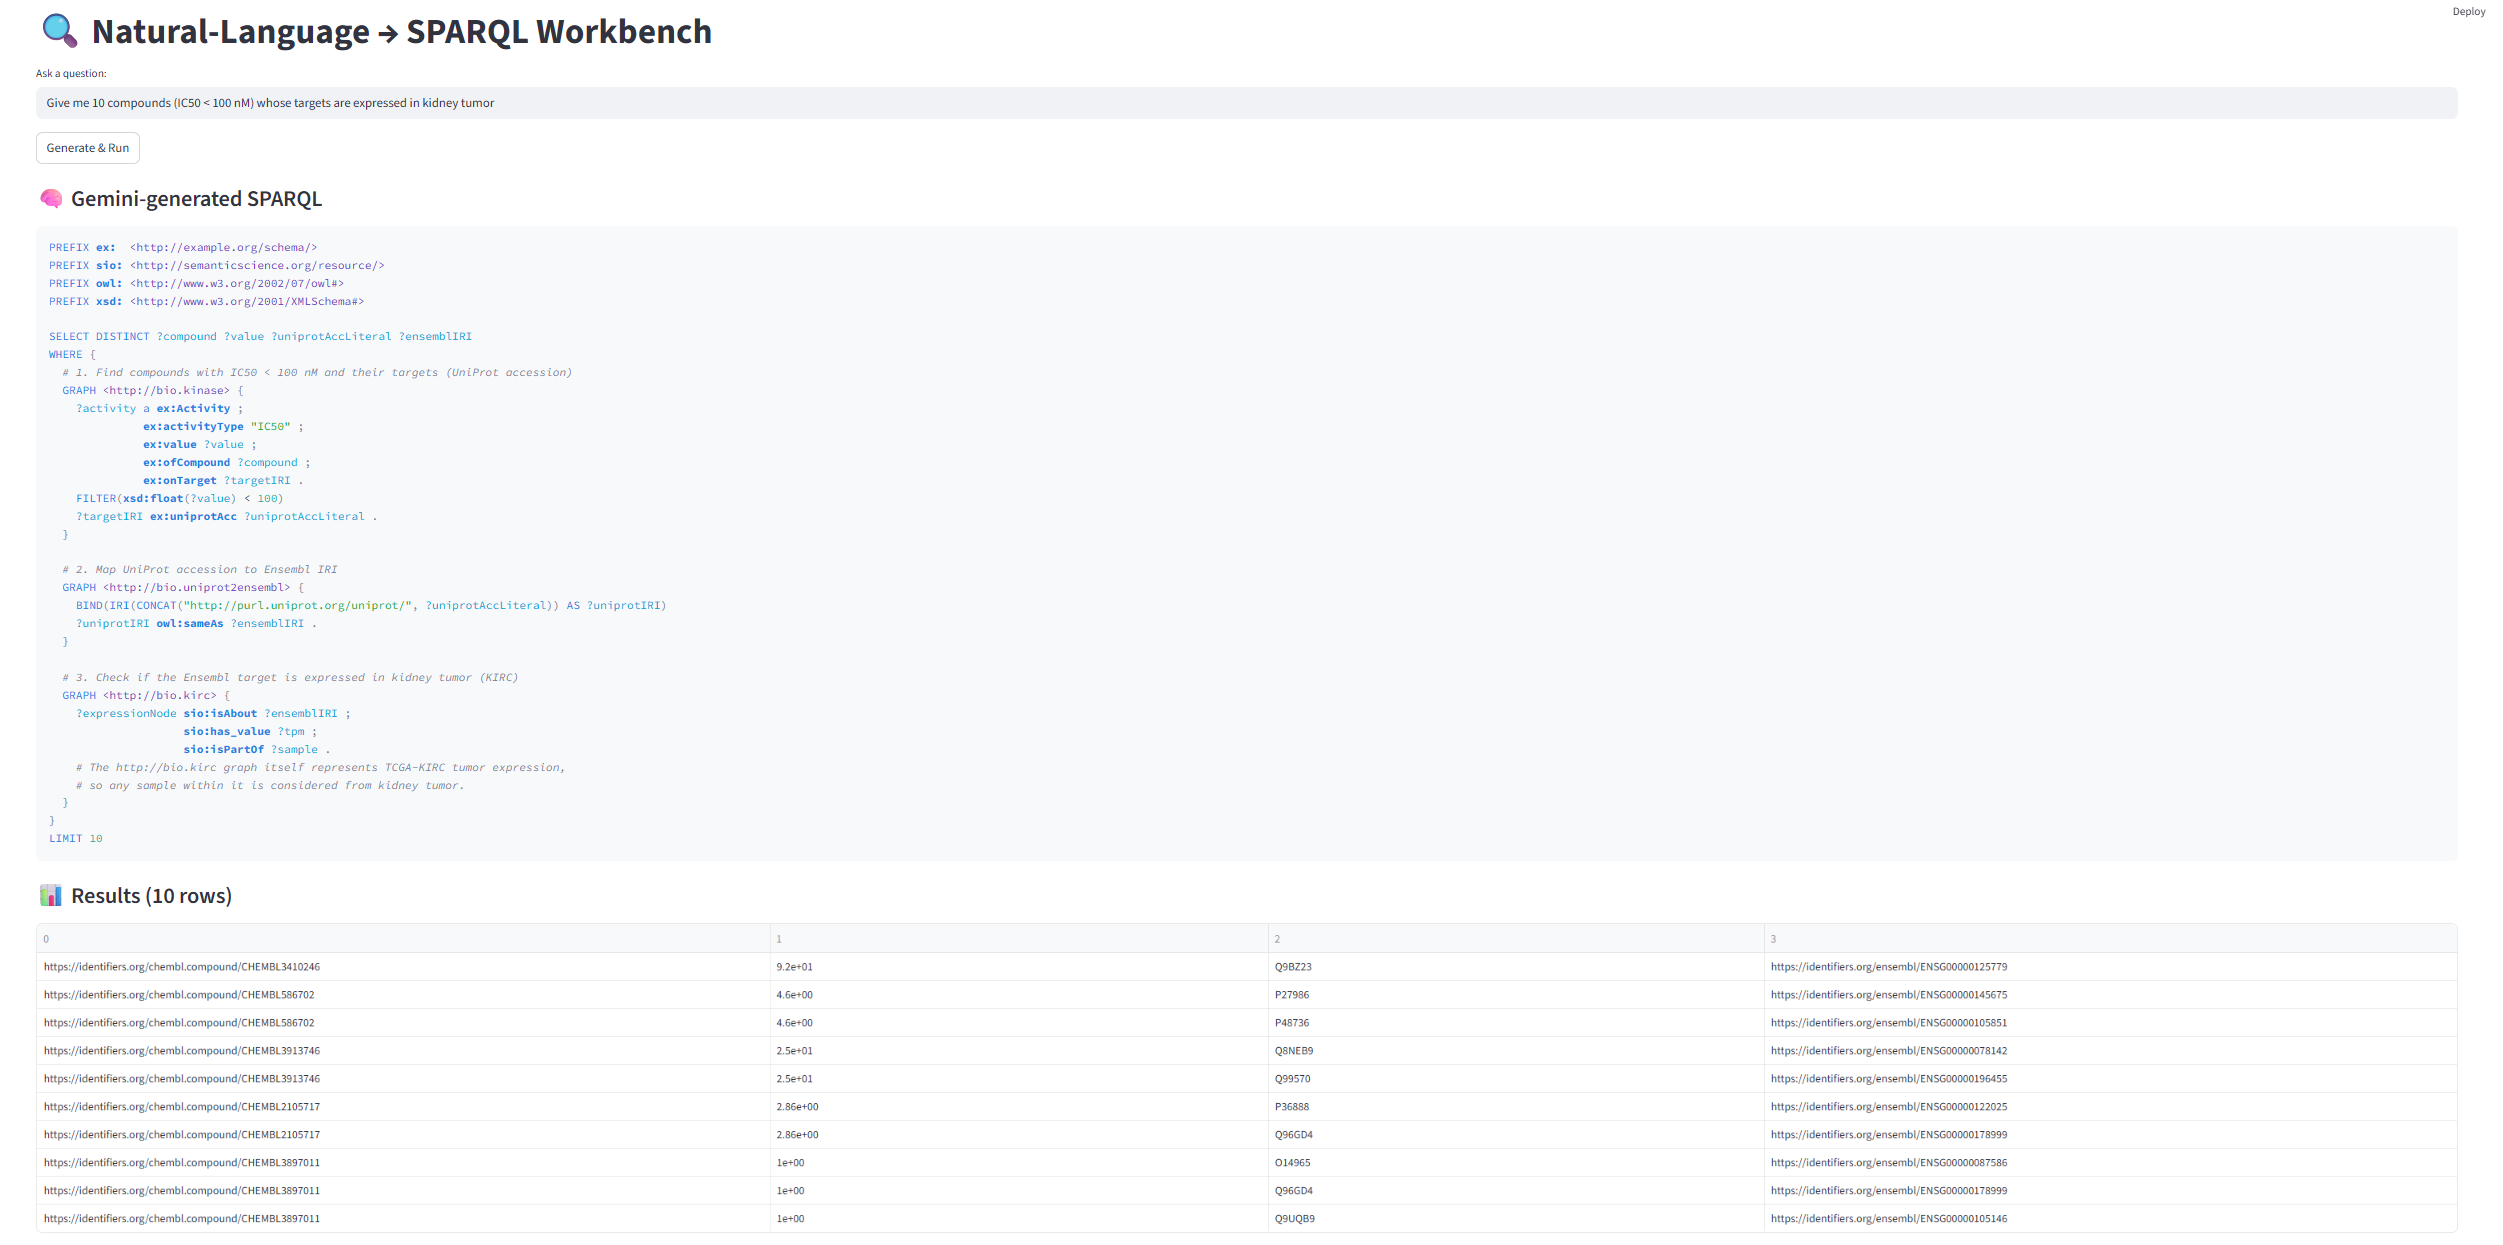 Deploy
Natural-Language → SPARQL Workbench
Ask a question:
Give me 10 compounds (IC50 < 100 nM) whose targets are expressed in kidney tumor
Generate & Run
Gemini-generated SPARQL
PREFIX ex:  <http://example.org/schema/>
PREFIX sio: <http://semanticscience.org/resource/>
PREFIX owl: <http://www.w3.org/2002/07/owl#>
PREFIX xsd: <http://www.w3.org/2001/XMLSchema#>
SELECT DISTINCT ?compound ?value ?uniprotAccLiteral ?ensemblIRI
WHERE {
  # 1. Find compounds with IC50 < 100 nM and their targets (UniProt accession)
  GRAPH <http://bio.kinase> {
    ?activity a ex:Activity ;
              ex:activityType "IC50" ;
              ex:value ?value ;
              ex:ofCompound ?compound ;
              ex:onTarget ?targetIRI .
    FILTER(xsd:float(?value) < 100)
    ?targetIRI ex:uniprotAcc ?uniprotAccLiteral .
  }
  # 2. Map UniProt accession to Ensembl IRI
  GRAPH <http://bio.uniprot2ensembl> {
    BIND(IRI(CONCAT("http://purl.uniprot.org/uniprot/", ?uniprotAccLiteral)) AS ?uniprotIRI)
    ?uniprotIRI owl:sameAs ?ensemblIRI .
  }
  # 3. Check if the Ensembl target is expressed in kidney tumor (KIRC)
  GRAPH <http://bio.kirc> {
    ?expressionNode sio:isAbout ?ensemblIRI ;
                    sio:has_value ?tpm ;
                    sio:isPartOf ?sample .
    # The http://bio.kirc graph itself represents TCGA-KIRC tumor expression,
    # so any sample within it is considered from kidney tumor.
  }
}
LIMIT 10
Results (10 rows)
0 1 2 3
https://identifiers.org/chembl.compound/CHEMBL3410246 9.2e+01 Q9BZ23 https://identifiers.org/ensembl/ENSG00000125779
https://identifiers.org/chembl.compound/CHEMBL586702 4.6e+00 P27986 https://identifiers.org/ensembl/ENSG00000145675
https://identifiers.org/chembl.compound/CHEMBL586702 4.6e+00 P48736 https://identifiers.org/ensembl/ENSG00000105851
https://identifiers.org/chembl.compound/CHEMBL3913746 2.5e+01 Q8NEB9 https://identifiers.org/ensembl/ENSG00000078142
https://identifiers.org/chembl.compound/CHEMBL3913746 2.5e+01 Q99570 https://identifiers.org/ensembl/ENSG00000196455
https://identifiers.org/chembl.compound/CHEMBL2105717 2.86e+00 P36888 https://identifiers.org/ensembl/ENSG00000122025
https://identifiers.org/chembl.compound/CHEMBL2105717 2.86e+00 Q96GD4 https://identifiers.org/ensembl/ENSG00000178999
https://identifiers.org/chembl.compound/CHEMBL3897011 1e+00 O14965 https://identifiers.org/ensembl/ENSG00000087586
https://identifiers.org/chembl.compound/CHEMBL3897011 1e+00 Q96GD4 https://identifiers.org/ensembl/ENSG00000178999
https://identifiers.org/chembl.compound/CHEMBL3897011 1e+00 Q9UQB9 https://identifiers.org/ensembl/ENSG00000105146